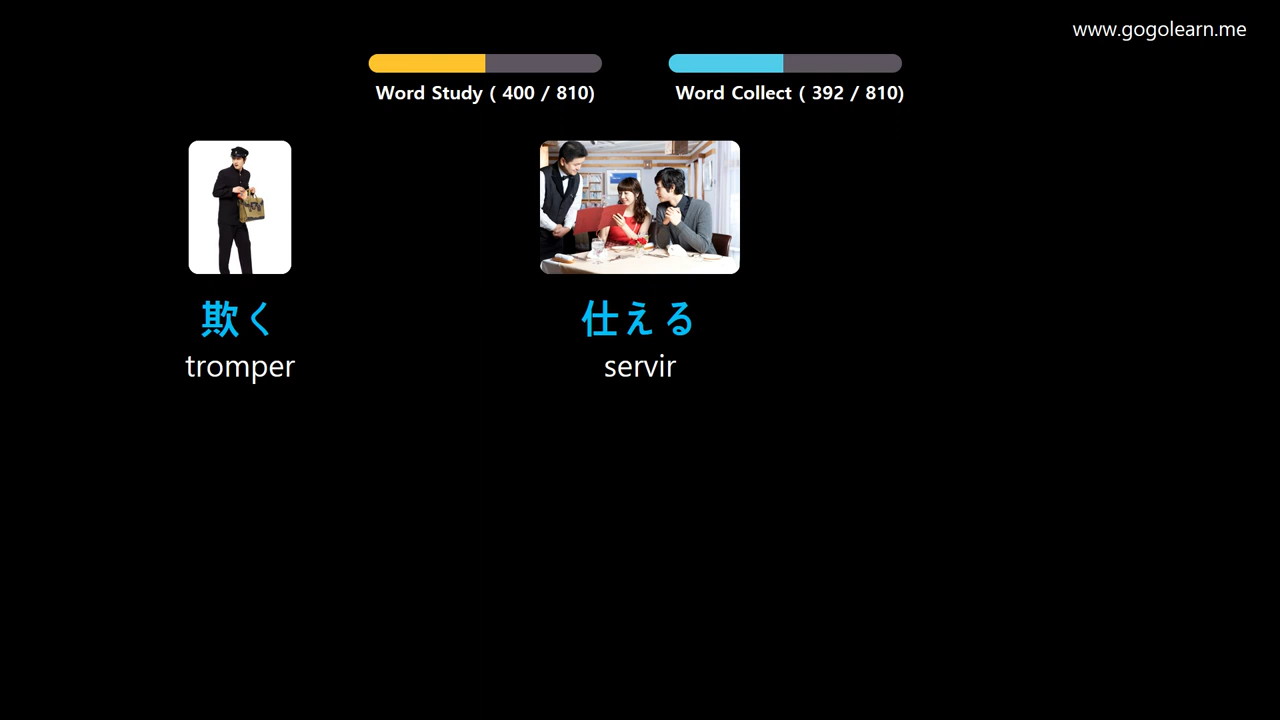 www.gogolearn.me
Word Study ( 400 / 810)
Word Collect ( 392 / 810)
欺く
tromper
仕える
servir